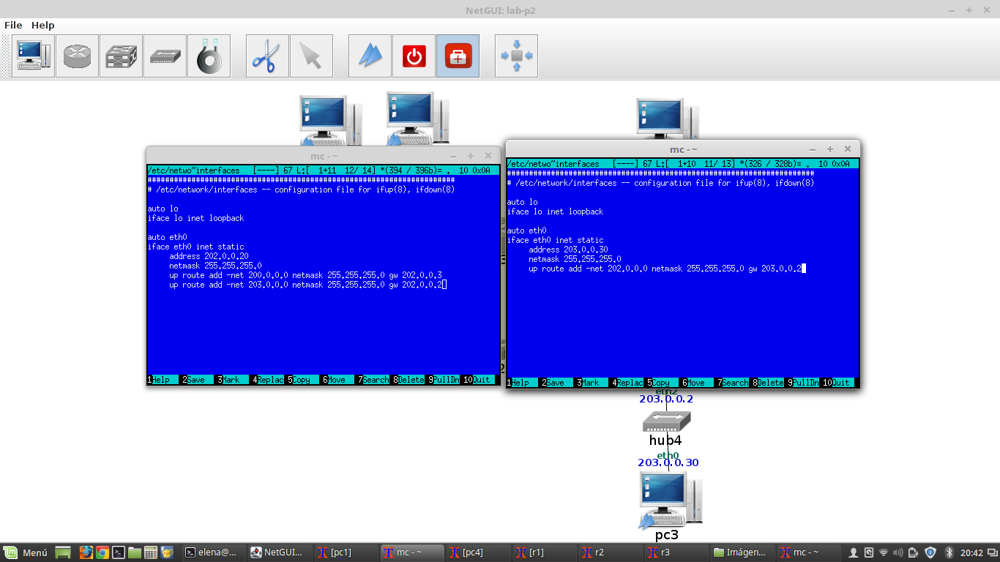 NetGUI: lab-p2
File Help
mc - ~
/etc/netwo~interfaces [----] 67 L:[ 1+11 12/ 14] *(394 / 396b)= . 10 0x0A
######################################################################
# /etc/network/interfaces -- configuration file for ifup(8), ifdown(8)
auto lo
iface lo inet loopback
auto eth0
iface eth0 inet static
address 202.0.0.20
netmask 255.255.255.0
up route add -net 200.0.0.0 netmask 255.255.255.0 gw 202.0.0.3
up route add -net 203.0.0.0 netmask 255.255.255.0 gw 202.0.0.2
1Help 2Save 3Mark 4Replac 5Copy 6Move 7Search 8Delete 9PullDn 10Quit
mc - ~
/etc/netwo~interfaces [----] 67 L:[ 1+10 11/ 13] *(326 / 328b)= . 10 0x0A
######################################################################
# /etc/network/interfaces -- configuration file for ifup(8), ifdown(8)
auto lo
iface lo inet loopback
auto eth0
iface eth0 inet static
address 203.0.0.30
netmask 255.255.255.0
up route add -net 202.0.0.0 netmask 255.255.255.0 gw 203.0.0.2
1Help 2Save 3Mark 4Replac 5Copy 6Move 7Search 8Delete 9PullDn 10Quit
eth2
203.0.0.2
hub4
eth0
203.0.0.30
pc3
Menú elena@... NetGUI... [pc1] mc - ~ [pc4] [r1] r2 r3 Imágen... mc - ~ 20:42